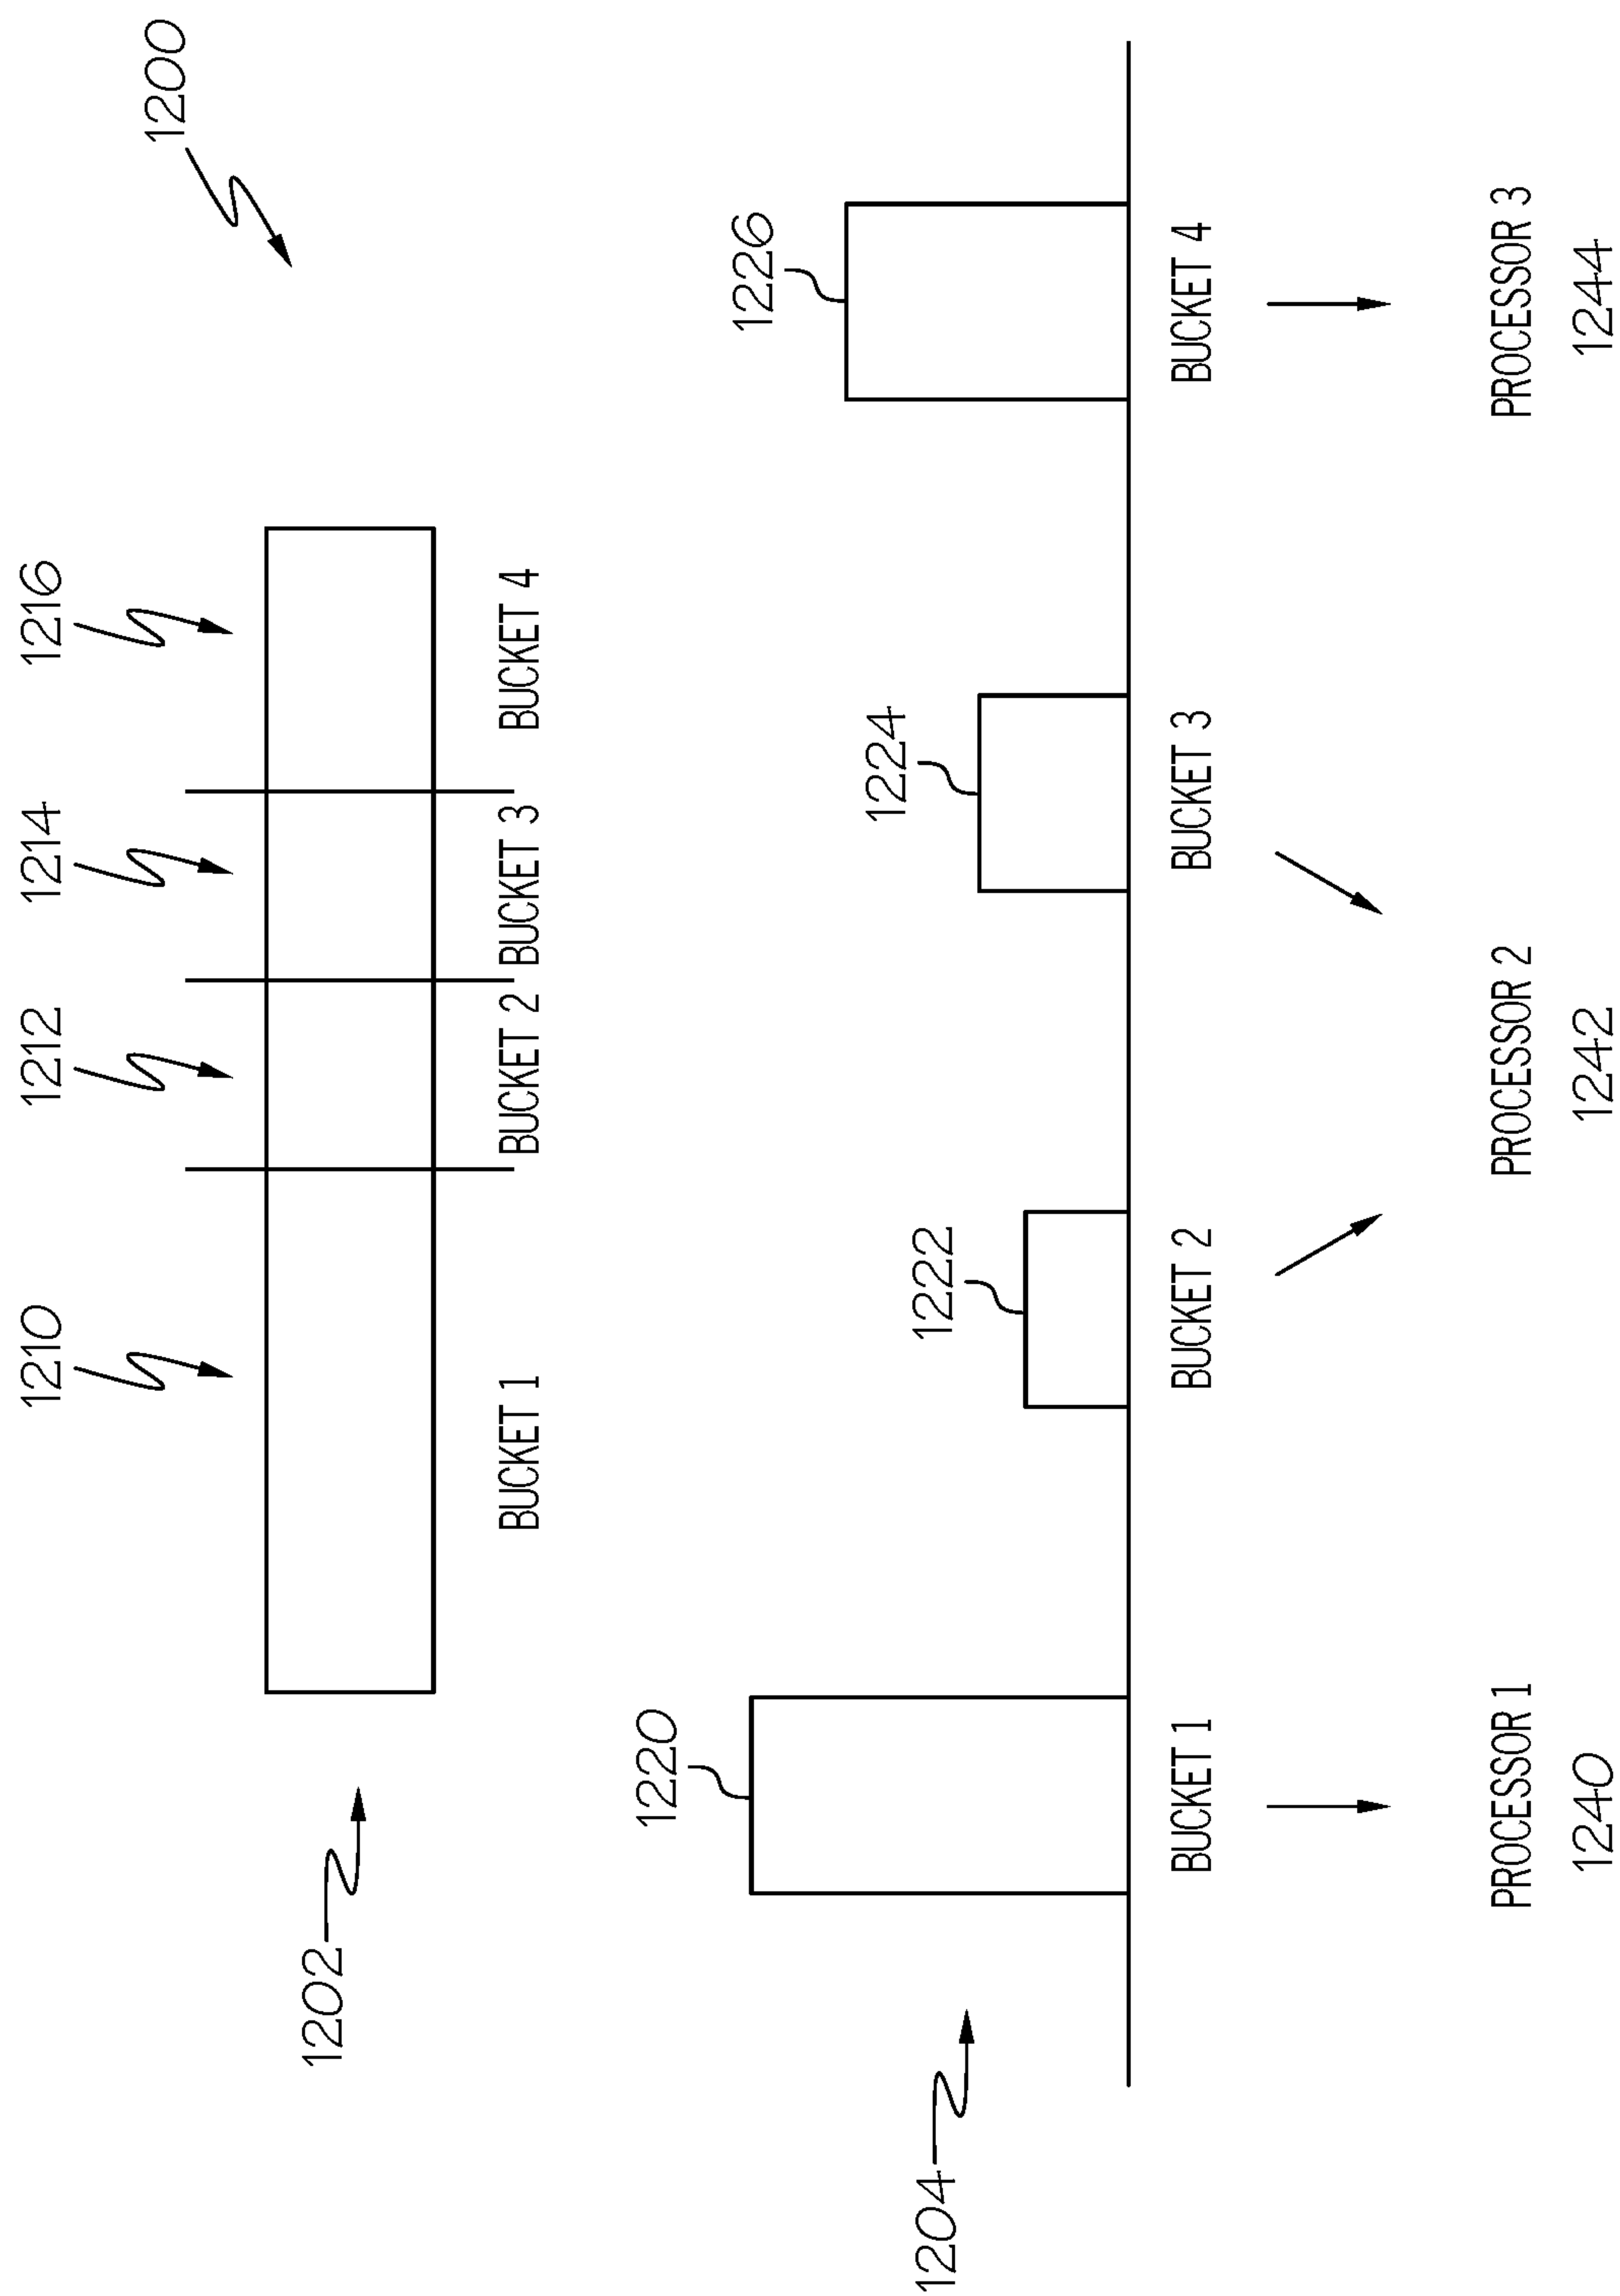 1200
1210 1212 1214 1216
1202
BUCKET 1 BUCKET 2 BUCKET 3 BUCKET 4
1220 1222 1224 1226
1204
BUCKET 1 BUCKET 2 BUCKET 3 BUCKET 4
PROCESSOR 1 PROCESSOR 2 PROCESSOR 3
1240 1242 1244